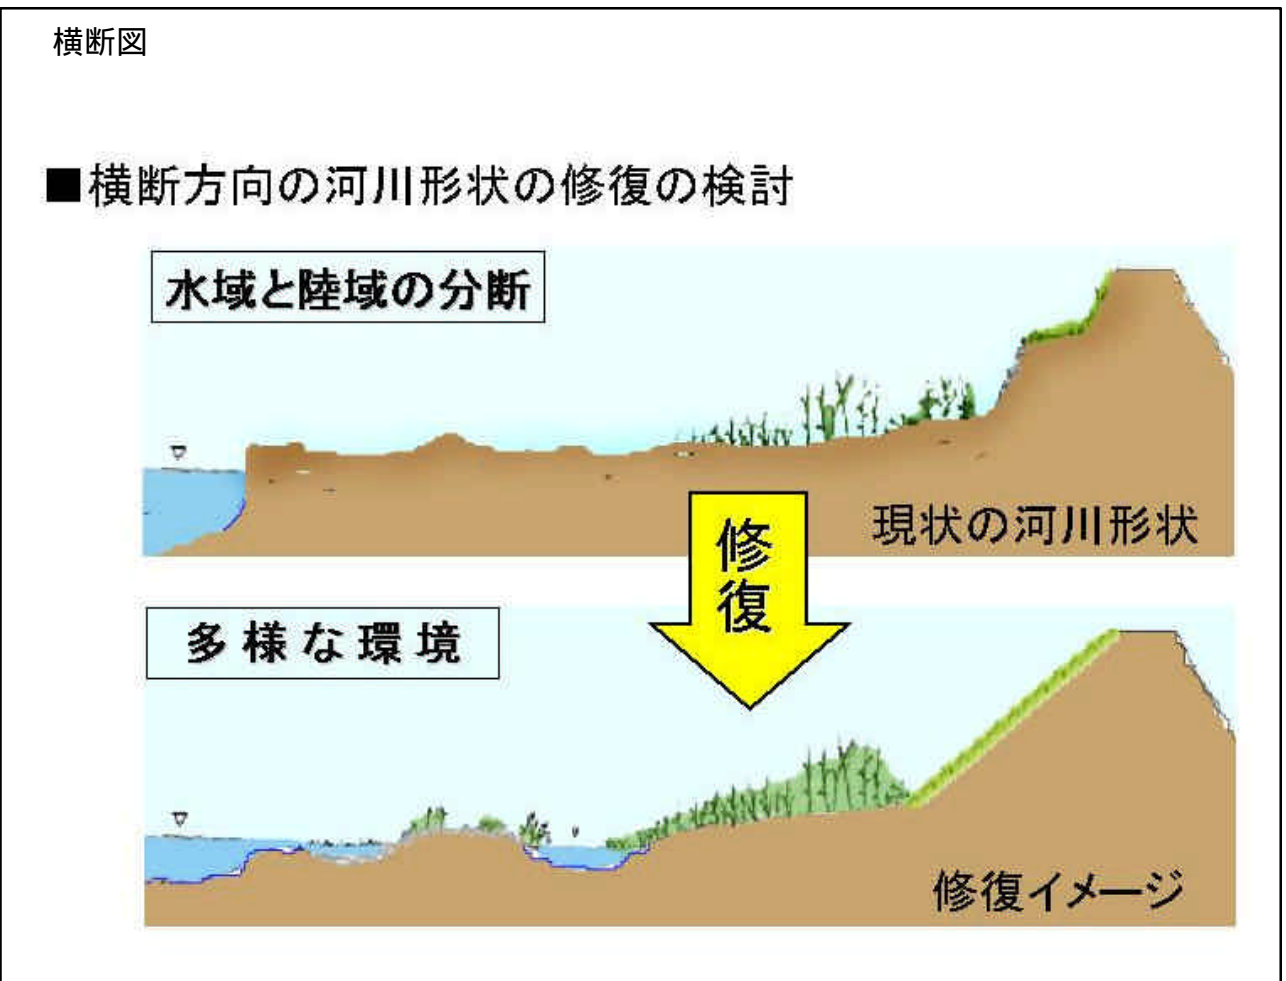 横断図
■横断方向の河川形状の修復の検討
水域と陸域の分断
現状の河川形状
修復
多様な環境
修復イメージ